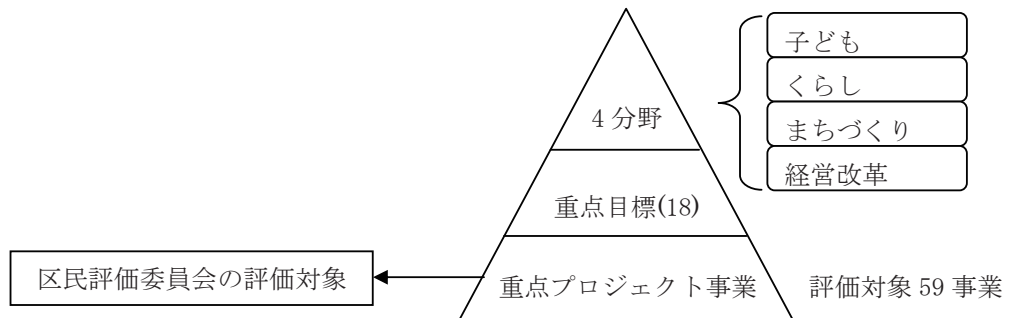 子ども
くらし
4分野
まちづくり
経営改革
重点目標(18)
区民評価委員会の評価対象
重点プロジェクト事業
評価対象 59 事業